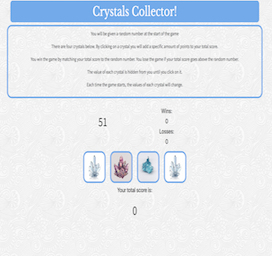 Crystals Collector!
You will be given a random number at the start of the game
There are four crystals below. By clicking on a crystal you will add a specific amount of points to your total score.
You win the game by matching your total score to the random number. You lose the game if your total score goes above the random number.
The value of each crystal is hidden from you until you click on it.
Each time the game starts, the values of each crystal will change.
51
Wins:
0
Losses:
0
Your total score is:
0